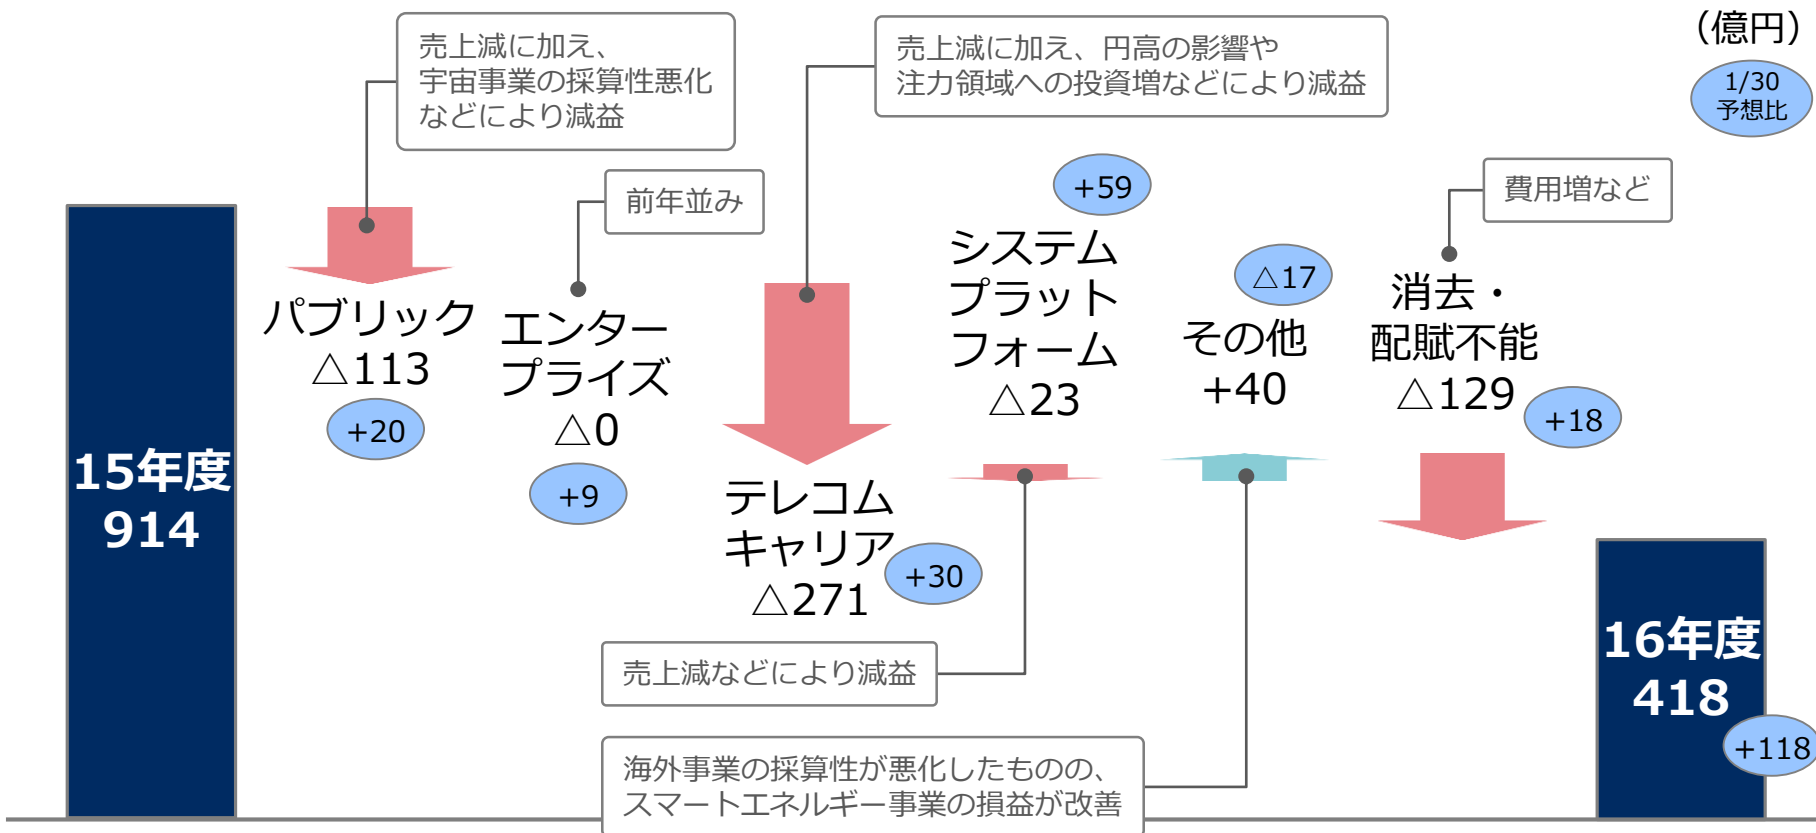 (億円)
1/30
予想比
売上減に加え、
宇宙事業の採算性悪化
などにより減益
売上減に加え、円高の影響や
注力領域への投資増などにより減益
前年並み
費用増など
15年度
914
パブリック
△113
+20
エンター
プライズ
△0
+9
テレコム
キャリア
△271
+30
+59
システム
プラット
フォーム
△23
△17
その他
+40
消去・
配賦不能
△129
+18
売上減などにより減益
海外事業の採算性が悪化したものの、
スマートエネルギー事業の損益が改善
16年度
418
+118